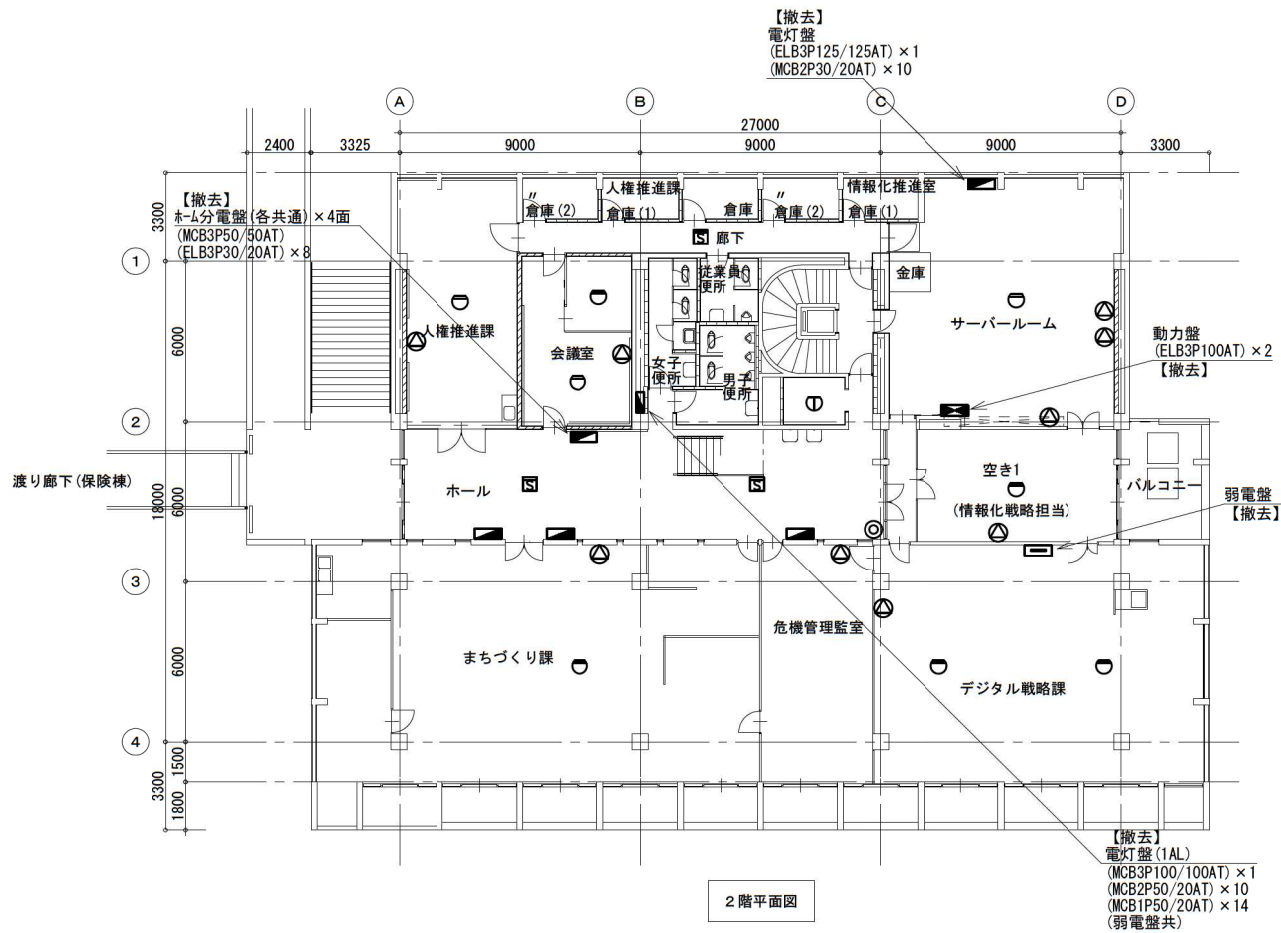 【撤去】
電灯盤
(ELB3P125/125AT)×1
(MCB2P30/20AT)×10
A
B
C
D
27000
2400
3325
9000
9000
9000
3300
【撤去】
ホーム分電盤(各共通)×4面
(MCB3P50/50AT)
(ELB3P30/20AT)×8
3300
〃
倉庫(2)
人権推進課
倉庫(1)
倉庫
〃
倉庫(2)
情報化推進室
倉庫(1)
S
廊下
1
従業員
便所
金庫
サーバールーム
人権推進課
会議室
女子
便所
男子
便所
6000
動力盤
(ELB3P100AT)×2
【撤去】
2
渡り廊下(保険棟)
18000
6000
ホール
S
S
空き1
(情報化戦略担当)
バルコニー
弱電盤
【撤去】
3
6000
まちづくり課
危機管理監室
デジタル戦略課
4
3300
1500
1800
【撤去】
電灯盤(1AL)
(MCB3P100/100AT)×1
(MCB2P50/20AT)×10
(MCB1P50/20AT)×14
(弱電盤共)
2階平面図